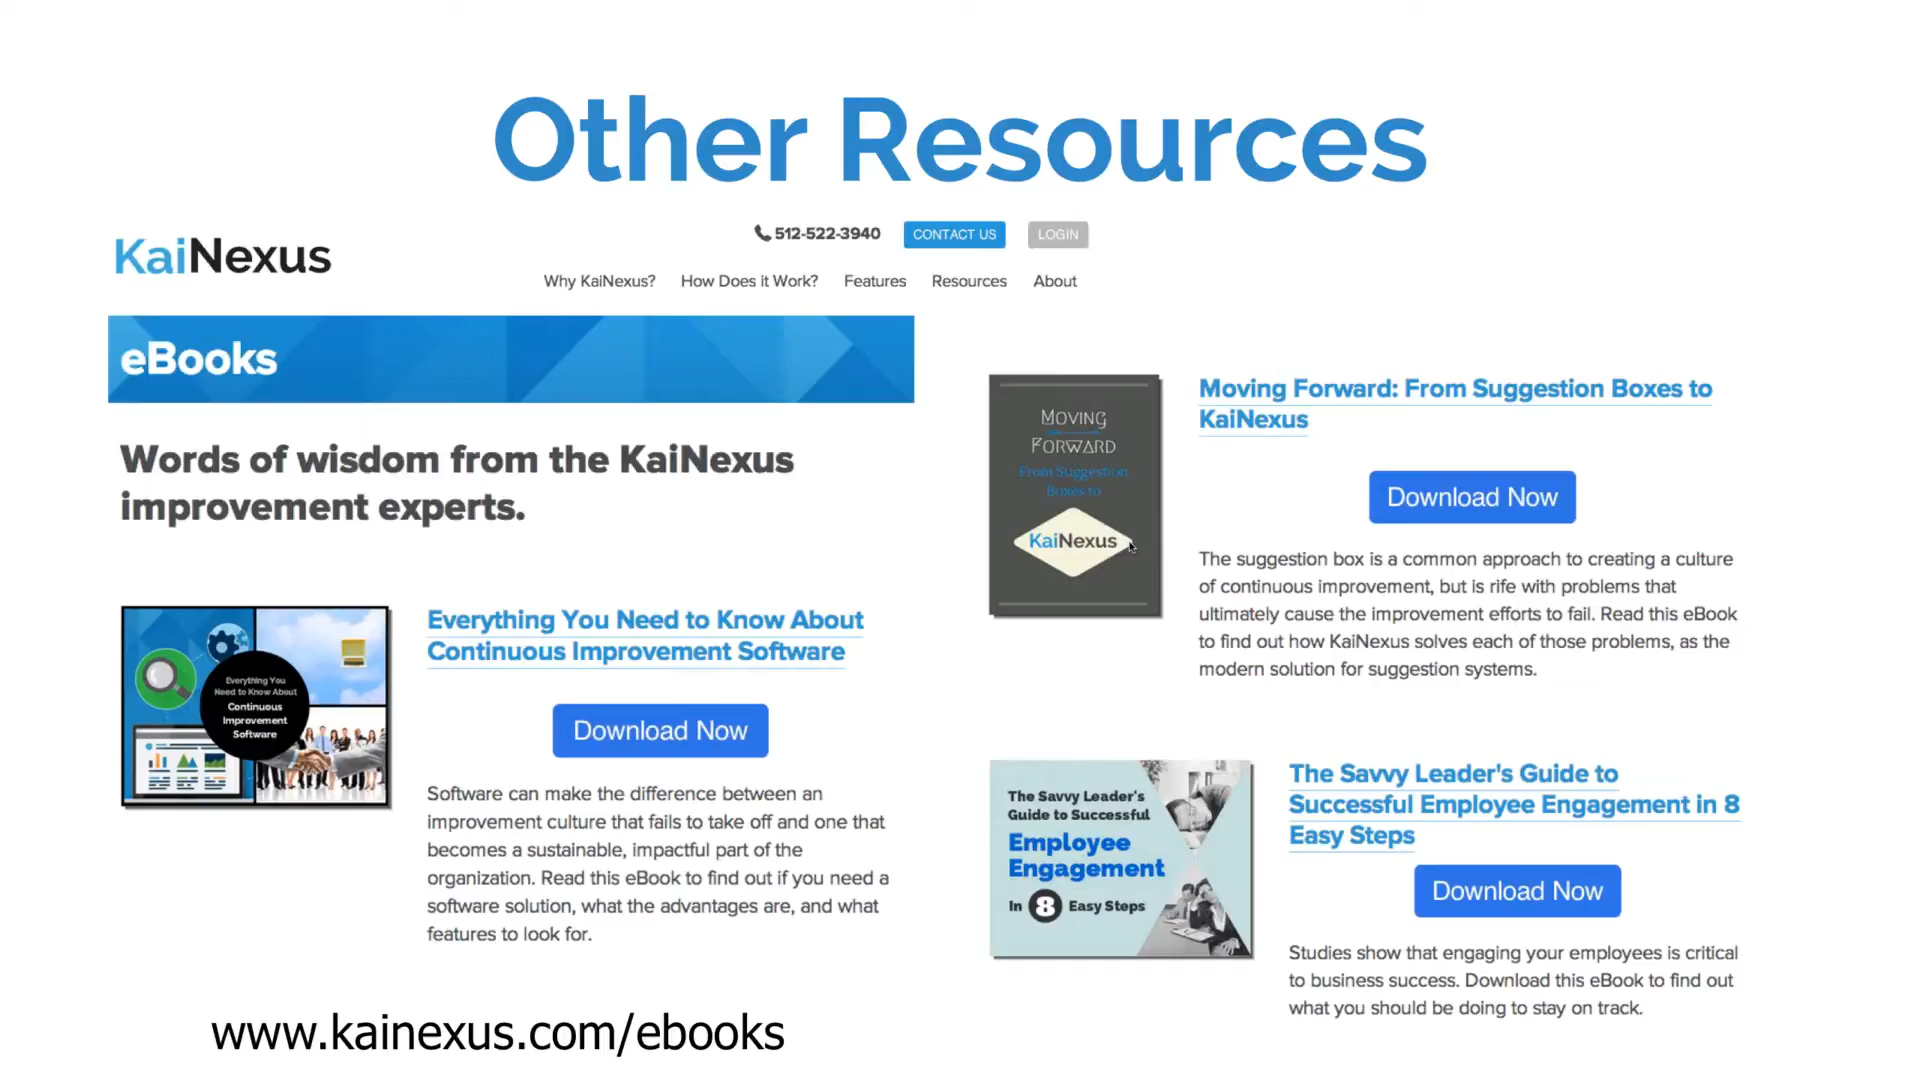 Other Resources
KaiNexus
512-522-3940
CONTACT US
LOGIN
Why KaiNexus?
How Does it Work?
Features
Resources
About
eBooks
Words of wisdom from the KaiNexus
improvement experts.
Everything You
Need to Know About
Continuous
Improvement
Software
Everything You Need to Know About
Continuous Improvement Software
Download Now
Software can make the difference between an
improvement culture that fails to take off and one that
becomes a sustainable, impactful part of the
organization. Read this eBook to find out if you need a
software solution, what the advantages are, and what
features to look for.
www.kainexus.com/ebooks
MOVING
FORWARD
From Suggestion
Boxes to
KaiNexus
Moving Forward: From Suggestion Boxes to
KaiNexus
Download Now
The suggestion box is a common approach to creating a culture
of continuous improvement, but is rife with problems that
ultimately cause the improvement efforts to fail. Read this eBook
to find out how KaiNexus solves each of those problems, as the
modern solution for suggestion systems.
The Savvy Leader's
Guide to Successful
Employee
Engagement
In 8 Easy Steps
The Savvy Leader's Guide to
Successful Employee Engagement in 8
Easy Steps
Download Now
Studies show that engaging your employees is critical
to business success. Download this eBook to find out
what you should be doing to stay on track.